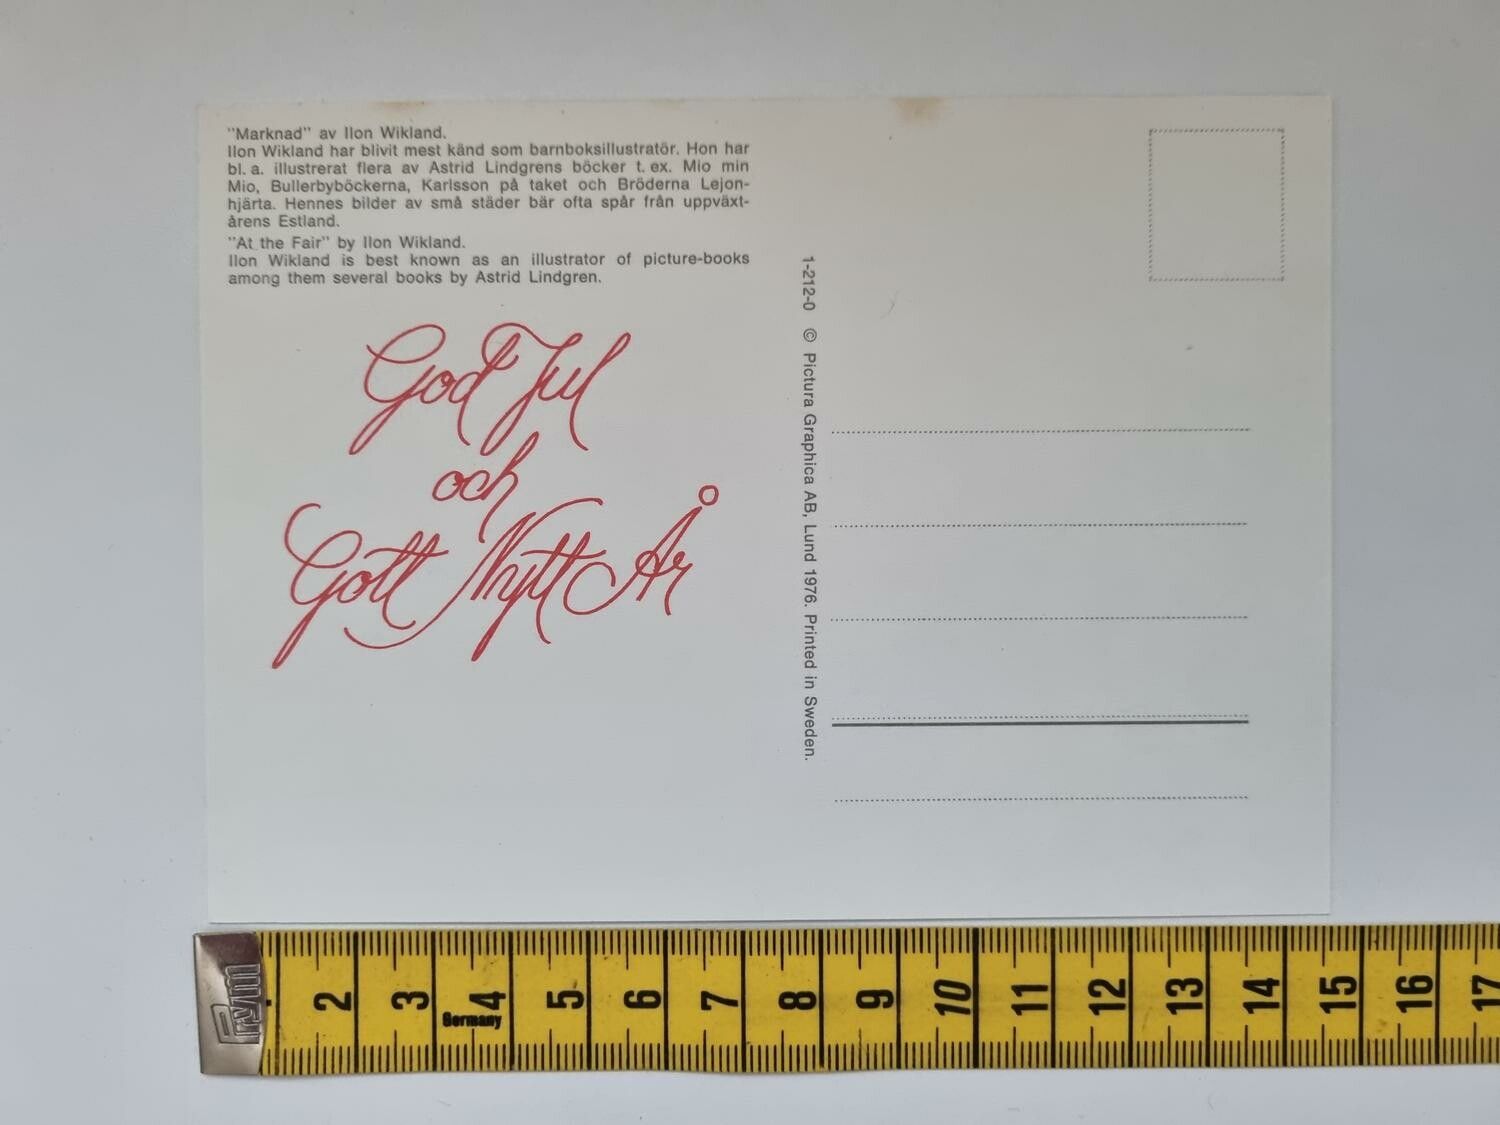 "Marknad" av Ilon Wikland.
Ilon Wikland har blivit mest känd som barnboksillustratör. Hon har
bl. a. illustrerat flera av Astrid Lindgrens böcker t. ex. Mio min
Mio, Bullerbyböckerna, Karlsson på taket och Bröderna Lejon-
hjärta. Hennes bilder av små städer bär ofta spår från uppväxt-
årens Estland.
"At the Fair" by Ilon Wikland.
Ilon Wikland is best known as an illustrator of picture-books
among them several books by Astrid Lindgren.
God Jul
och
Gott Nytt År
1-212-0 © Pictura Graphica AB, Lund 1976. Printed in Sweden.
Prym
2 3 4 5 6 7 8 9 10 11 12 13 14 15 16 17
Germany